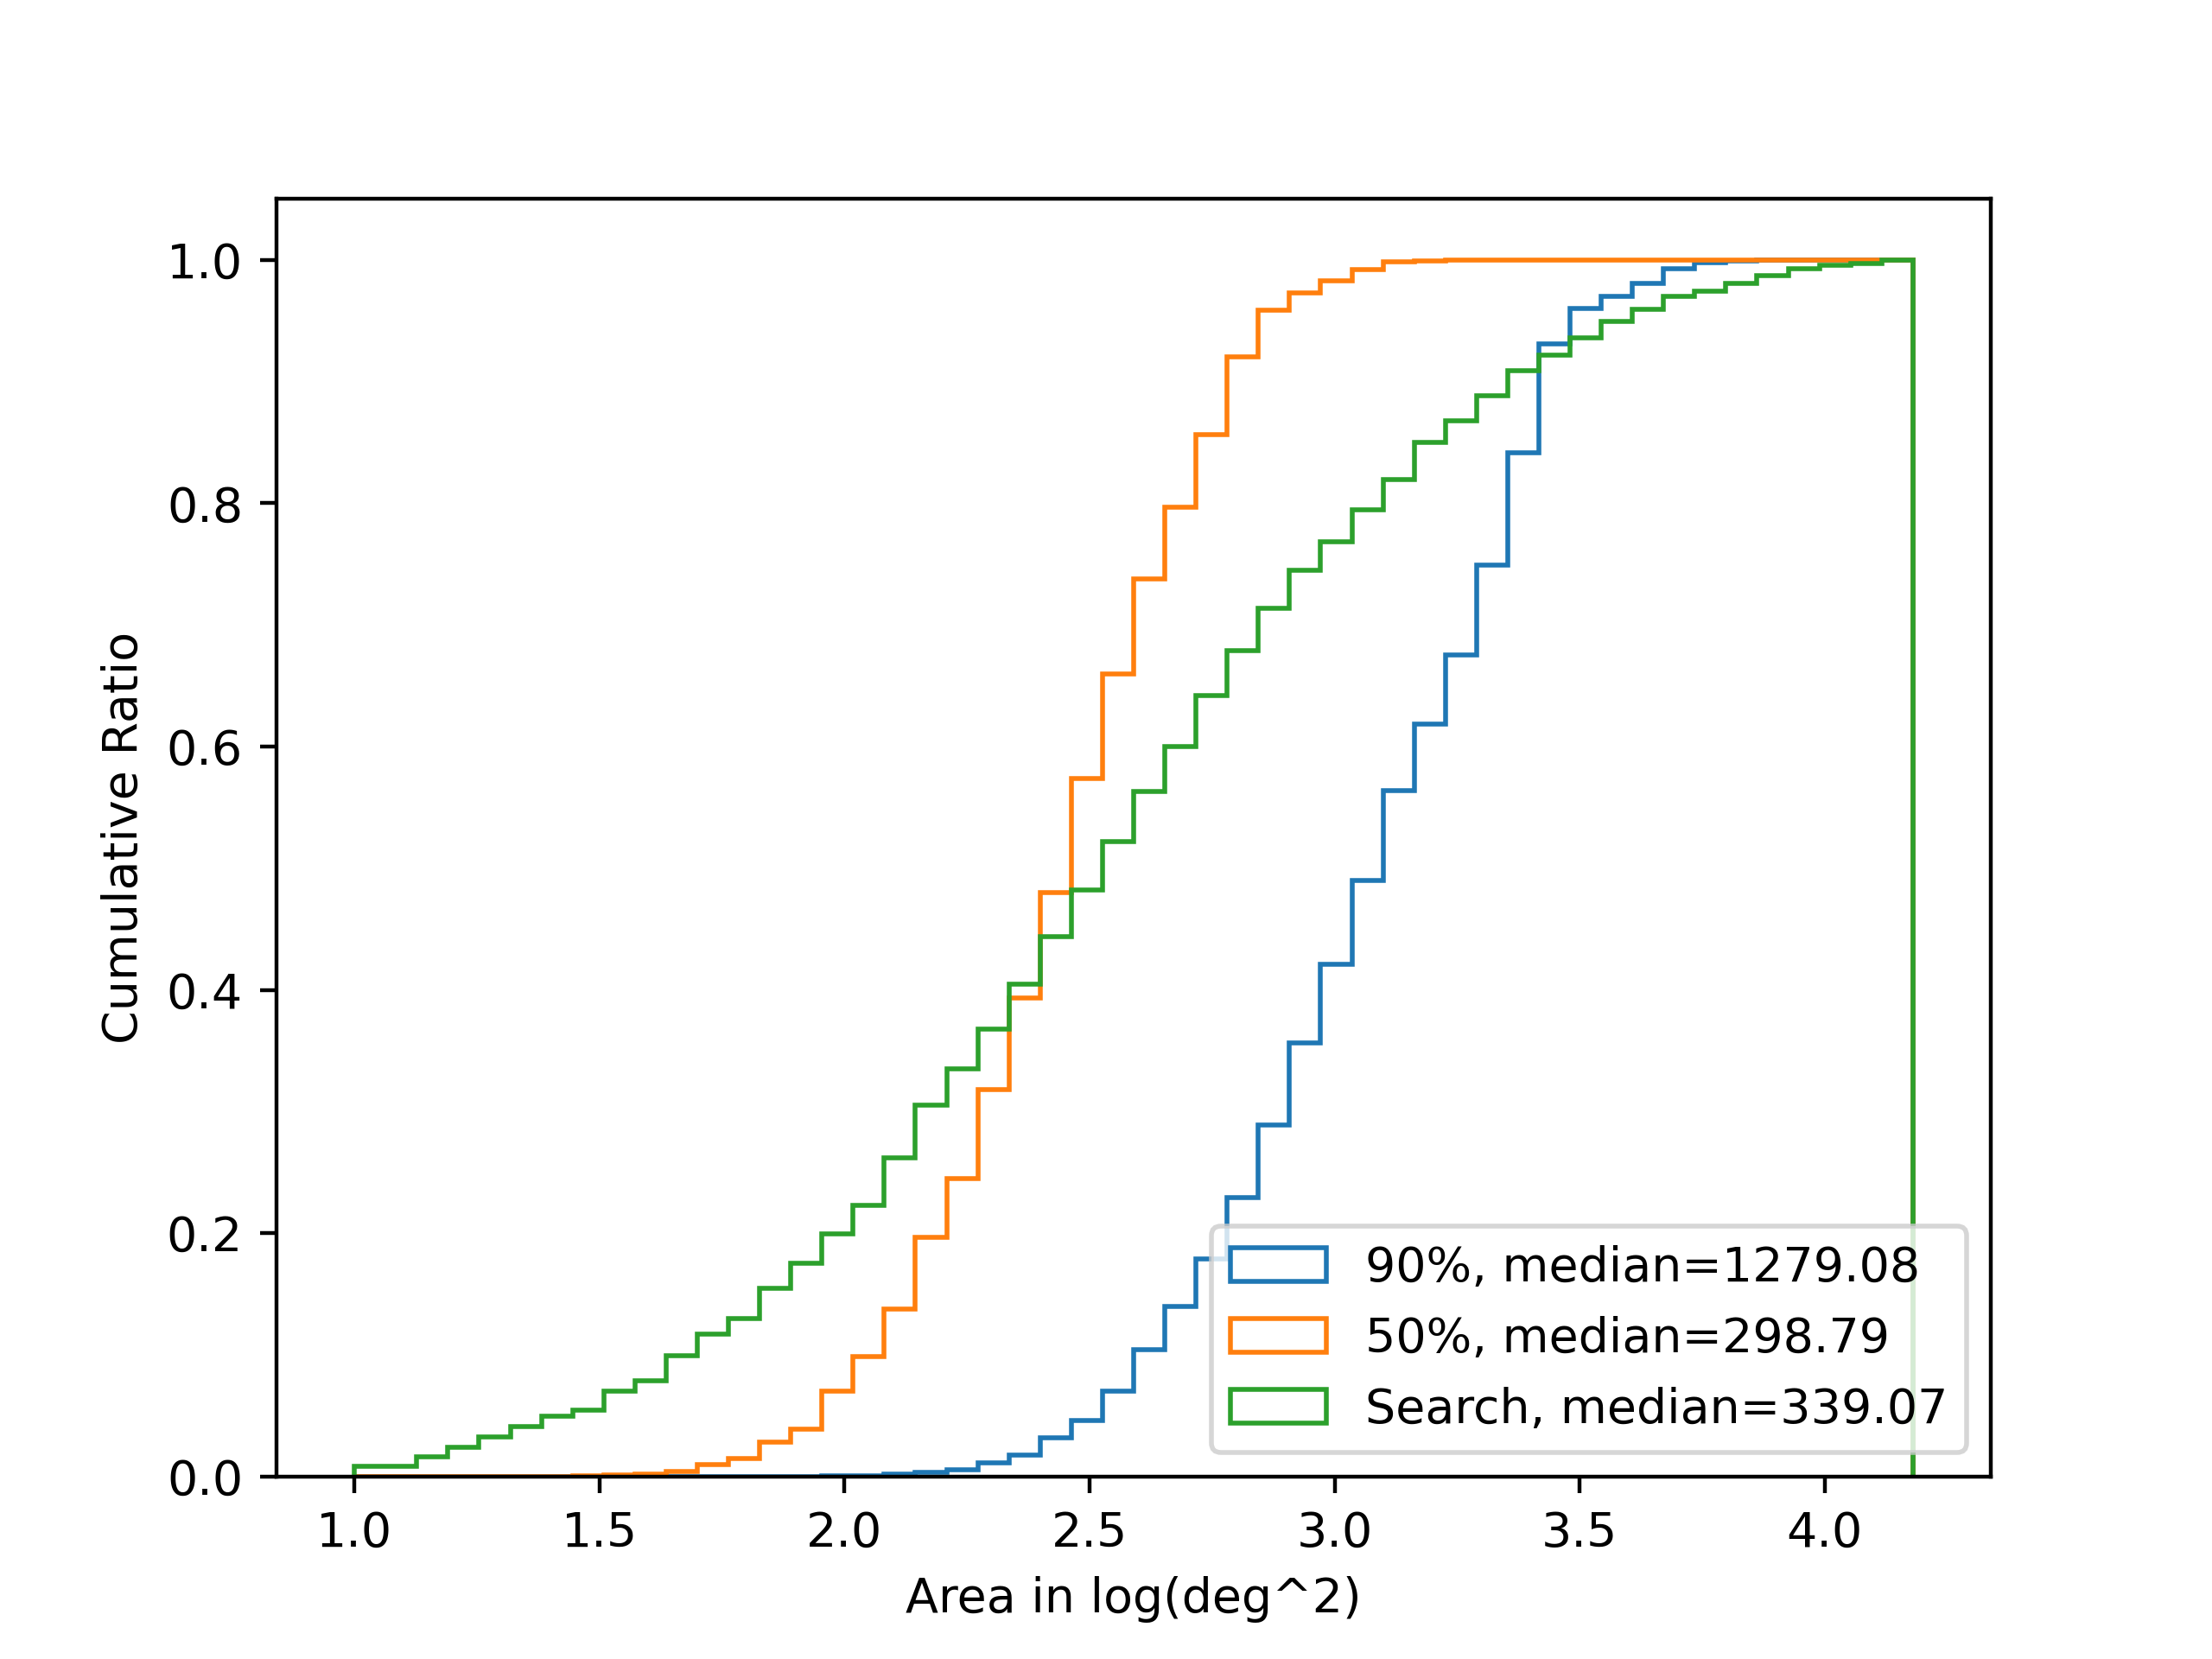 1.0
0.8
0.6
0.4
0.2
0.0
Cumulative Ratio
90%, median=1279.08
50%, median=298.79
Search, median=339.07
1.0 1.5 2.0 2.5 3.0 3.5 4.0
Area in log(deg^2)